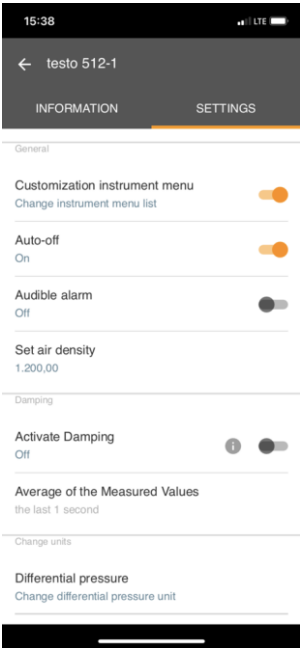 15:38
LTE
testo 512-1
INFORMATION
SETTINGS
General
Customization instrument menu
Change instrument menu list
Auto-off
On
Audible alarm
Off
Set air density
1.200,00
Damping
Activate Damping
i
Off
Average of the Measured Values
the last 1 second
Change units
Differential pressure
Change differential pressure unit